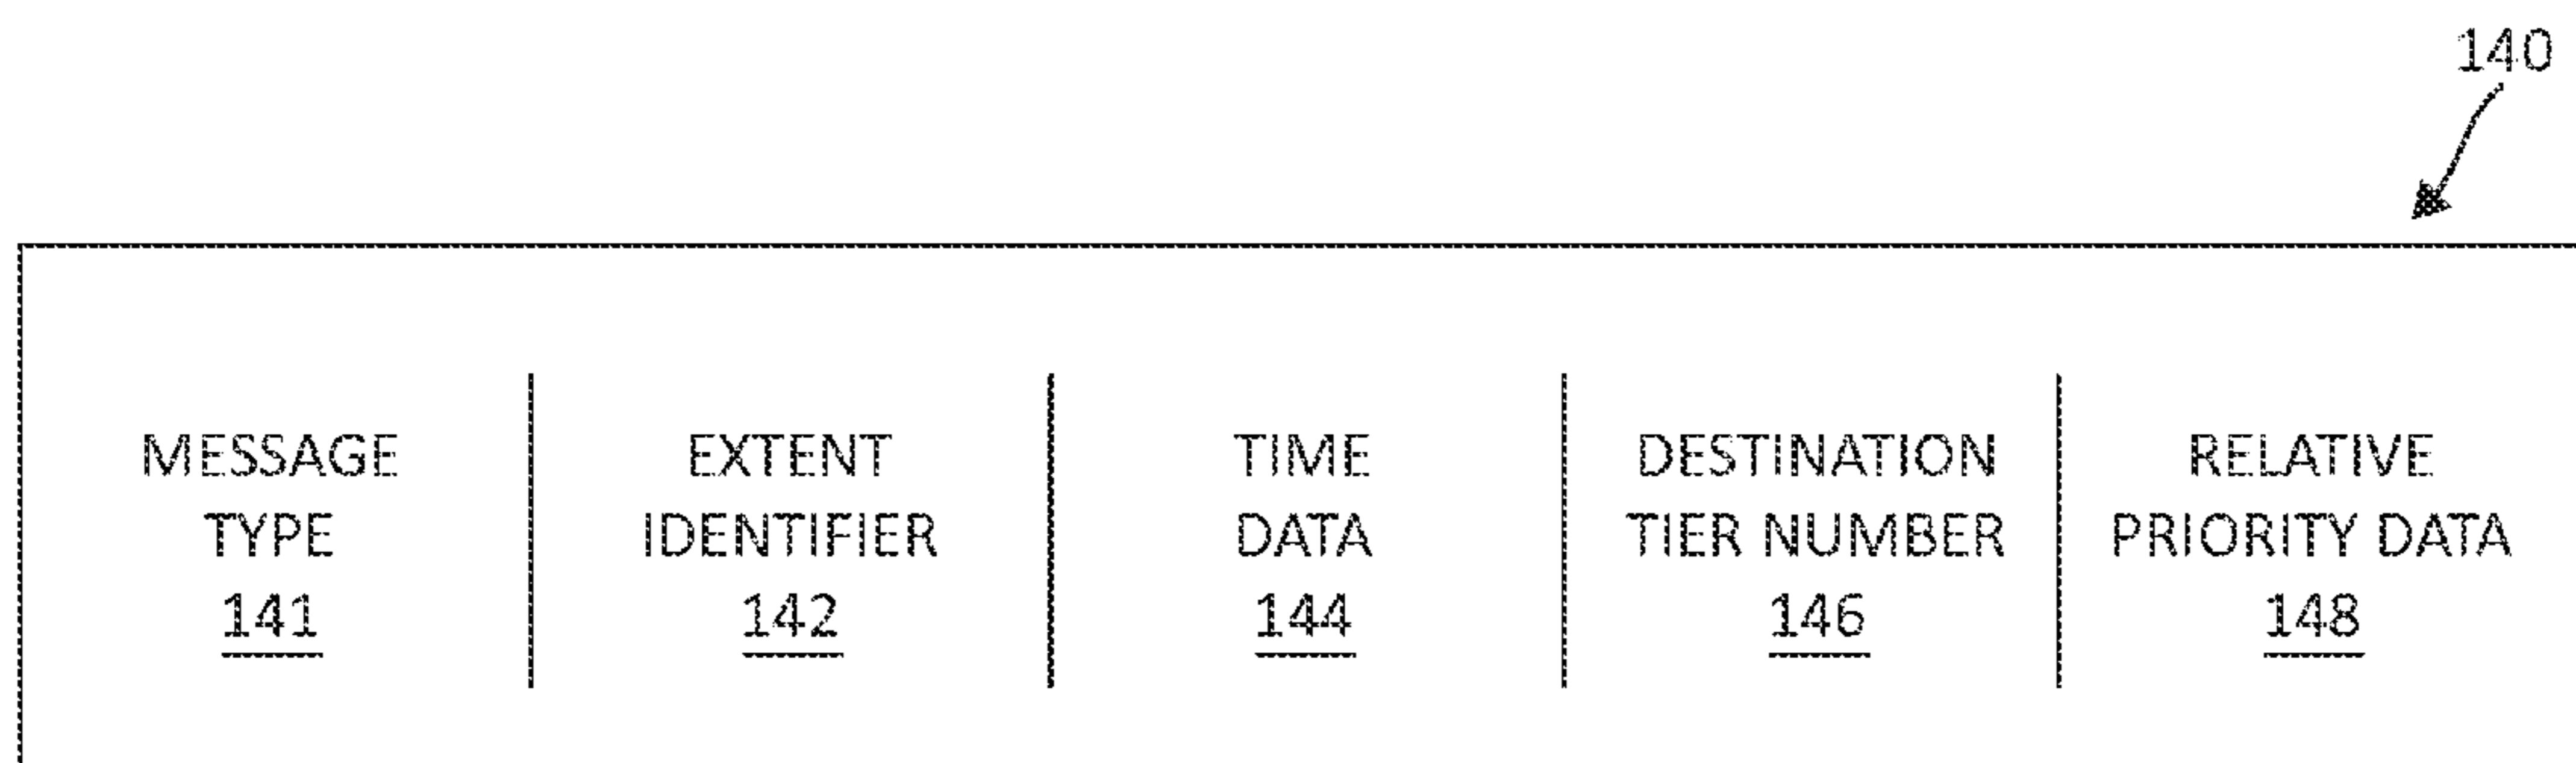 140
MESSAGE TYPE 141
EXTENT IDENTIFIER 142
TIME DATA 144
DESTINATION TIER NUMBER 146
RELATIVE PRIORITY DATA 148